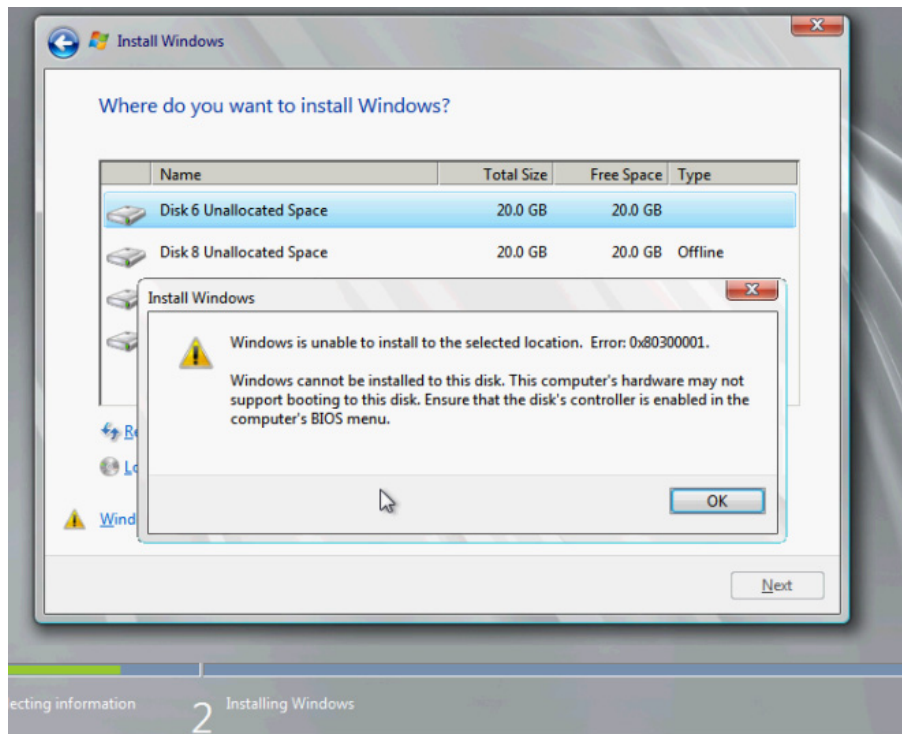 Install Windows
Where do you want to install Windows?
Name Total Size Free Space Type
Disk 6 Unallocated Space 20.0 GB 20.0 GB
Disk 8 Unallocated Space 20.0 GB 20.0 GB Offline
Install Windows
Windows is unable to install to the selected location. Error: 0x80300001.
Windows cannot be installed to this disk. This computer's hardware may not
support booting to this disk. Ensure that the disk's controller is enabled in the
computer's BIOS menu.
OK
Wind
Next
lecting information
2 Installing Windows